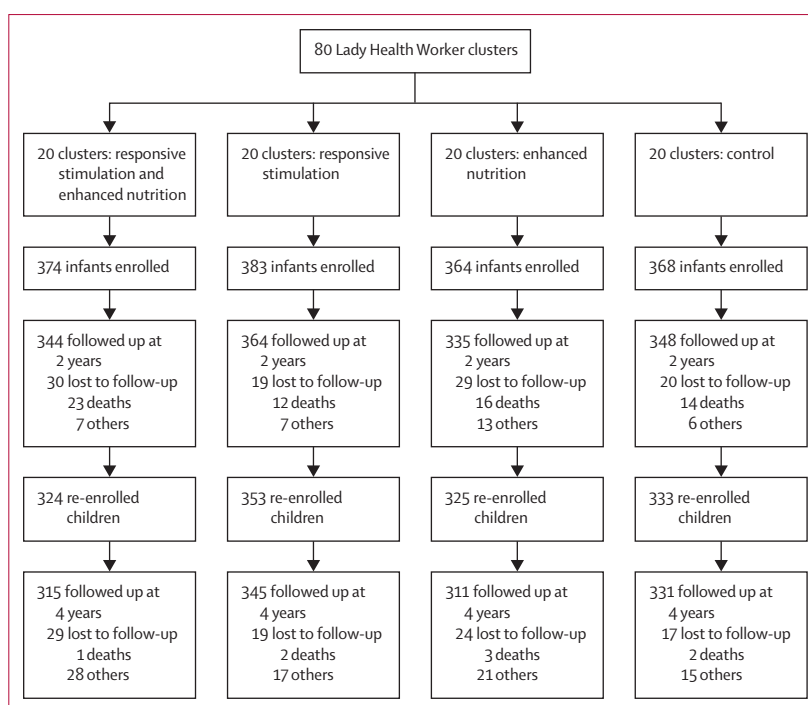 80 Lady Health Worker clusters
20 clusters: responsive
stimulation and
enhanced nutrition
20 clusters: responsive
stimulation
20 clusters: enhanced
nutrition
20 clusters: control
374 infants enrolled
383 infants enrolled
364 infants enrolled
368 infants enrolled
344 followed up at
2 years
30 lost to follow-up
23 deaths
7 others
364 followed up at
2 years
19 lost to follow-up
12 deaths
7 others
335 followed up at
2 years
29 lost to follow-up
16 deaths
13 others
348 followed up at
2 years
20 lost to follow-up
14 deaths
6 others
324 re-enrolled
children
353 re-enrolled
children
325 re-enrolled
children
333 re-enrolled
children
315 followed up at
4 years
29 lost to follow-up
1 deaths
28 others
345 followed up at
4 years
19 lost to follow-up
2 deaths
17 others
311 followed up at
4 years
24 lost to follow-up
3 deaths
21 others
331 followed up at
4 years
17 lost to follow-up
2 deaths
15 others